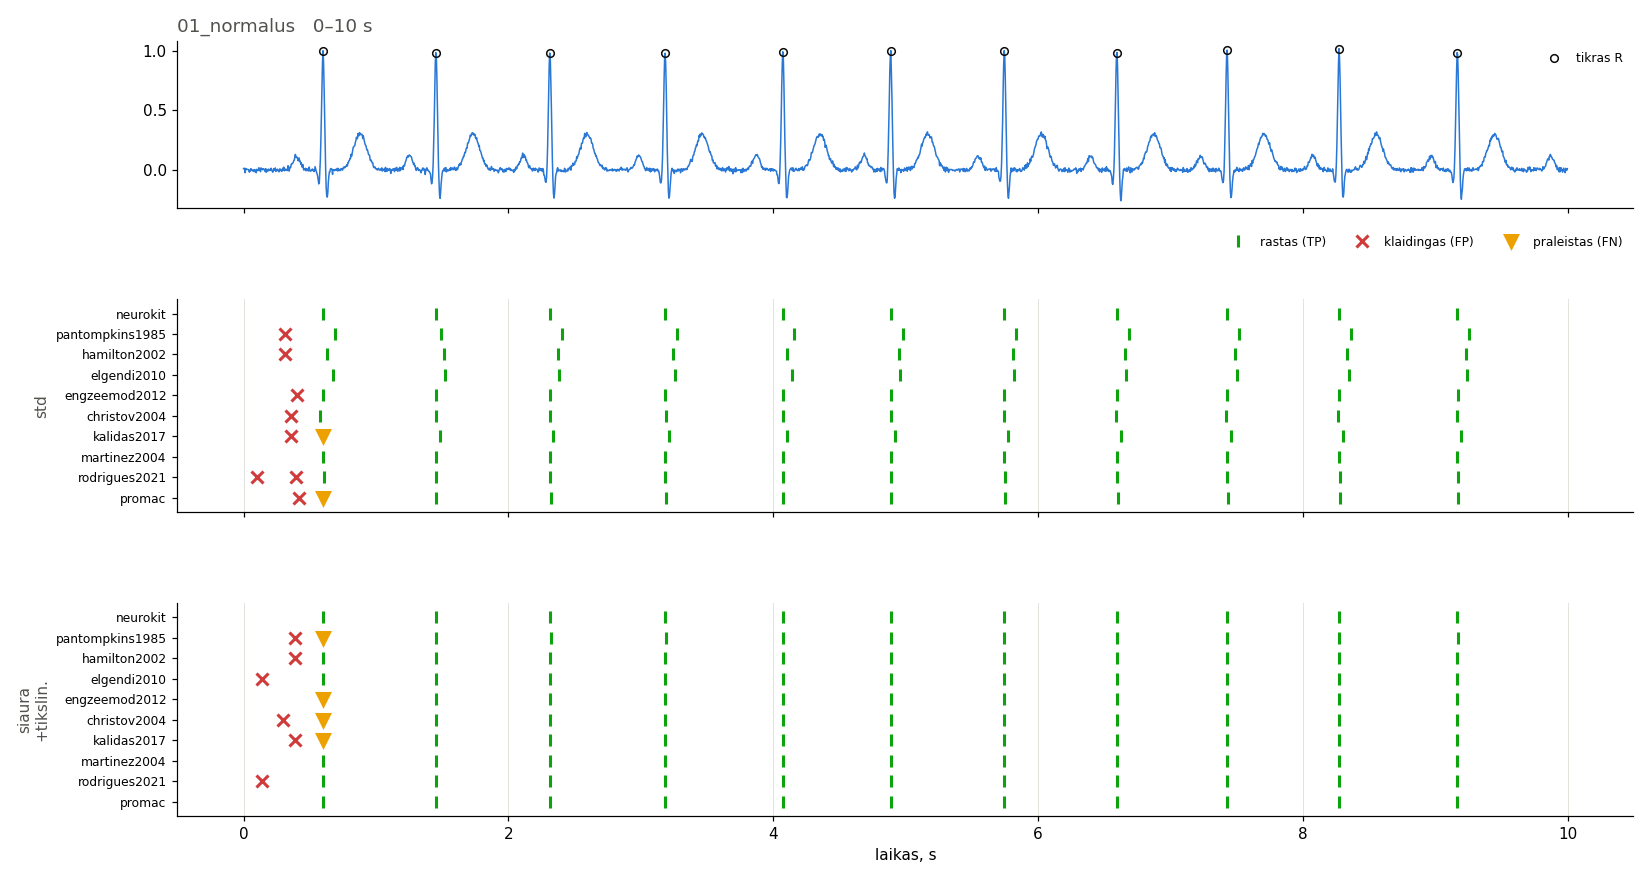 01_normalus 0–10 s
1.0
0.5
0.0
tikras R
rastas (TP) klaidingas (FP) praleistas (FN)
std
neurokit
pantompkins1985
hamilton2002
elgendi2010
engzeemod2012
christov2004
kalidas2017
martinez2004
rodrigues2021
promac
siaura
+tikslin.
neurokit
pantompkins1985
hamilton2002
elgendi2010
engzeemod2012
christov2004
kalidas2017
martinez2004
rodrigues2021
promac
0 2 4 6 8 10
laikas, s